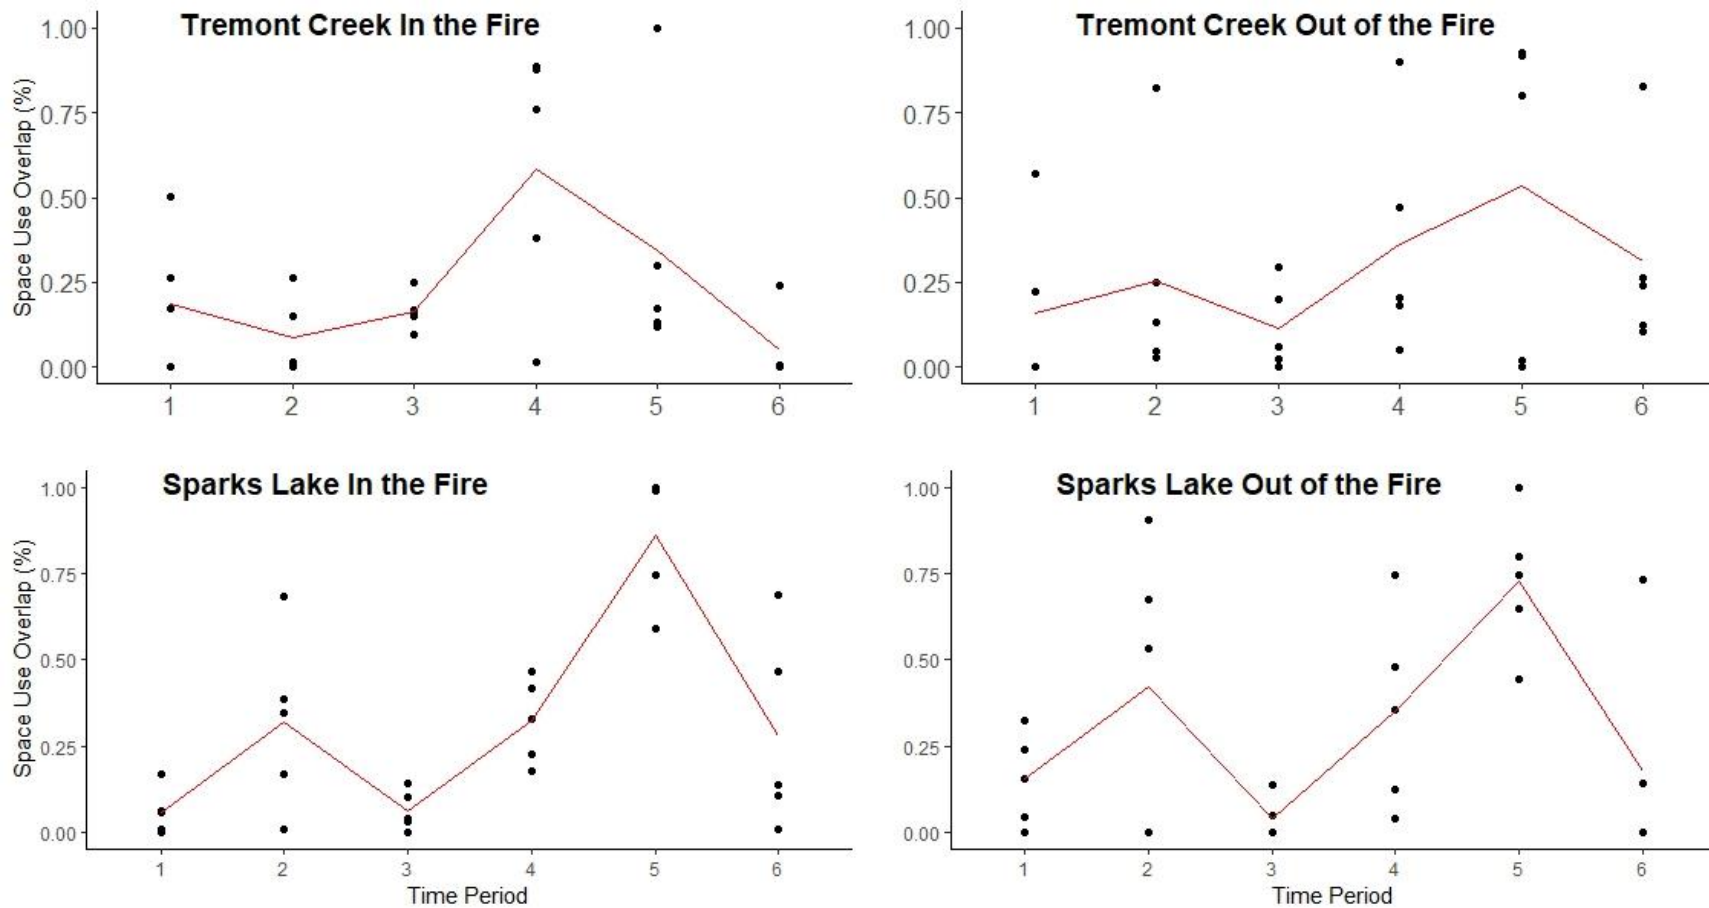 Tremont Creek In the Fire
Space Use Overlap (%)
1.00
0.75
0.50
0.25
0.00
1 2 3 4 5 6
Tremont Creek Out of the Fire
1.00
0.75
0.50
0.25
0.00
1 2 3 4 5 6
Sparks Lake In the Fire
Space Use Overlap (%)
1.00
0.75
0.50
0.25
0.00
1 2 3 4 5 6
Time Period
Sparks Lake Out of the Fire
1.00
0.75
0.50
0.25
0.00
1 2 3 4 5 6
Time Period